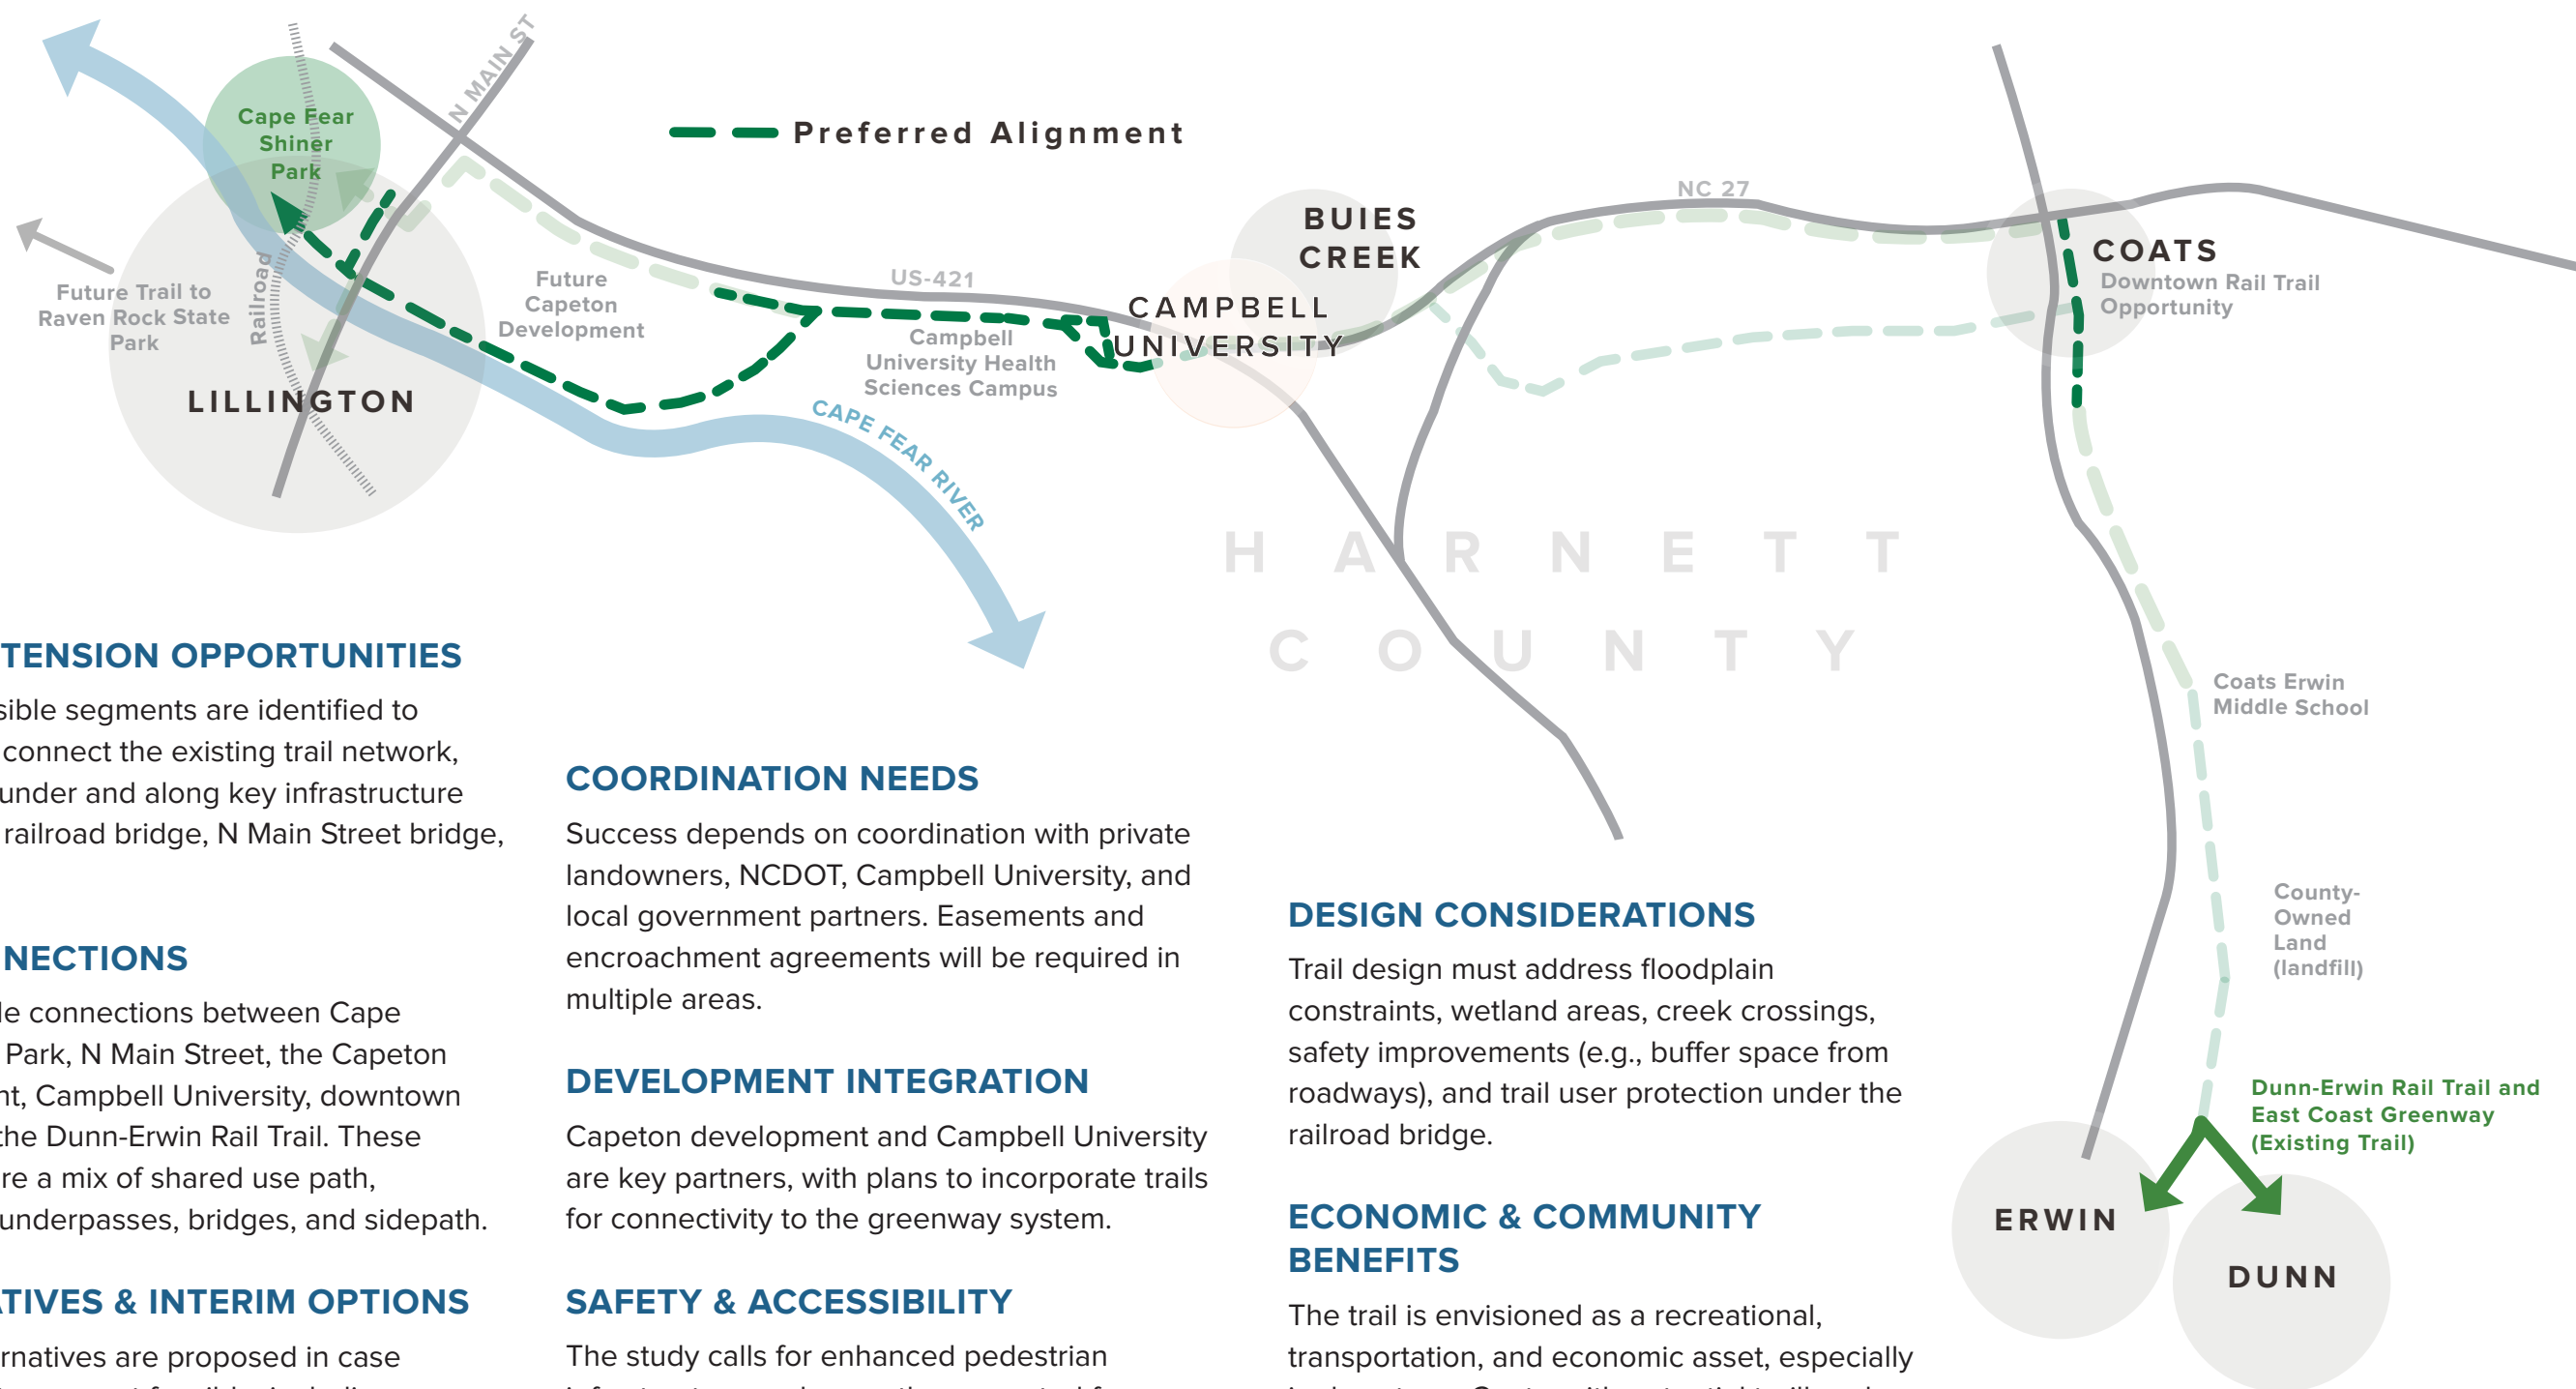 N MAIN ST
Cape Fear
Shiner
Park
Preferred Alignment
Future Trail to
Raven Rock State
Park
Railroad
LILLINGTON
Future
Capeton
Development
US-421
Campbell
University Health
Sciences Campus
CAPE FEAR RIVER
BUIES
CREEK
CAMPBELL
UNIVERSITY
NC 27
COATS
Downtown Rail Trail
Opportunity
HARNETT
COUNTY
Coats Erwin
Middle School
County-
Owned
Land
(landfill)
Dunn-Erwin Rail Trail and
East Coast Greenway
(Existing Trail)
ERWIN
DUNN
TENSION OPPORTUNITIES
sible segments are identified to
connect the existing trail network,
under and along key infrastructure
railroad bridge, N Main Street bridge,
NECTIONS
le connections between Cape
Park, N Main Street, the Capeton
nt, Campbell University, downtown
the Dunn-Erwin Rail Trail. These
re a mix of shared use path,
underpasses, bridges, and sidepath.
TIVES & INTERIM OPTIONS
rnatives are proposed in case
COORDINATION NEEDS
Success depends on coordination with private
landowners, NCDOT, Campbell University, and
local government partners. Easements and
encroachment agreements will be required in
multiple areas.
DEVELOPMENT INTEGRATION
Capeton development and Campbell University
are key partners, with plans to incorporate trails
for connectivity to the greenway system.
SAFETY & ACCESSIBILITY
The study calls for enhanced pedestrian
DESIGN CONSIDERATIONS
Trail design must address floodplain
constraints, wetland areas, creek crossings,
safety improvements (e.g., buffer space from
roadways), and trail user protection under the
railroad bridge.
ECONOMIC & COMMUNITY
BENEFITS
The trail is envisioned as a recreational,
transportation, and economic asset, especially